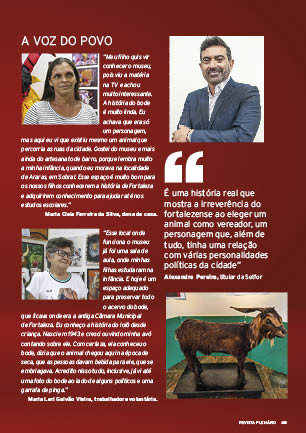 A VOZ DO POVO
“Meu filho quis vir
conhecer o museu,
pois viu a matéria
na TV e achou
muito interessante.
A história do bode
é muito linda. Eu
achava que era só
um personagem,
mas aqui eu vi que existiu mesmo um animal que
percorria as ruas da cidade. Gostei do museu e mais
ainda do artesanato de barro, porque lembra muito
a minha infância, quando eu morava na localidade
de Araras, em Sobral. Esse espaço é muito bom para
os nossos filhos conhecerem a história de Fortaleza
e adquirirem conhecimento para ajudar até nos
estudos escolares.”
Maria Cleia Ferreira da Silva, dona de casa.
“Esse local onde
funciona o museu
já foi uma sala de
aula, onde minhas
filhas estudaram na
infância. E hoje é um
espaço adequado
para preservar todo
o acervo do bode,
que ficava onde era a antiga Câmara Municipal
de Fortaleza. Eu conheço a história do Ioiô desde
criança. Nasci em 1943 e cresci ouvindo minha avó
contando sobre ele. Com certeza, ela conheceu o
bode, dizia que o animal chegou aqui na época da
seca, que as pessoas davam bebida para ele, que se
embriagava. Acredito nisso tudo, inclusive, já vi até
uma foto do bode ao lado de alguns políticos e uma
garrafa de pinga.”
Maria Leri Galvão Vieira, trabalhadora voluntária.
“
É uma história real que
mostra a irreverência do
fortalezense ao eleger um
animal como vereador, um
personagem que, além de
tudo, tinha uma relação
com várias personalidades
políticas da cidade”
Alexandre Pereira, titular da Setfor
REVISTA PLENÁRIO